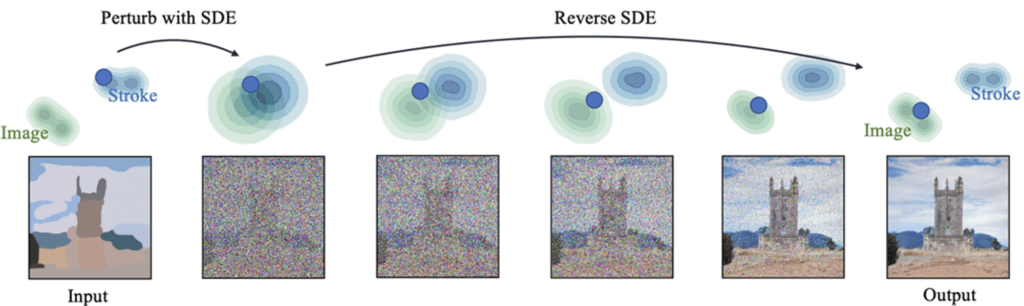 Perturb with SDE
Reverse SDE
Stroke
Image
Stroke
Image
Input
Output